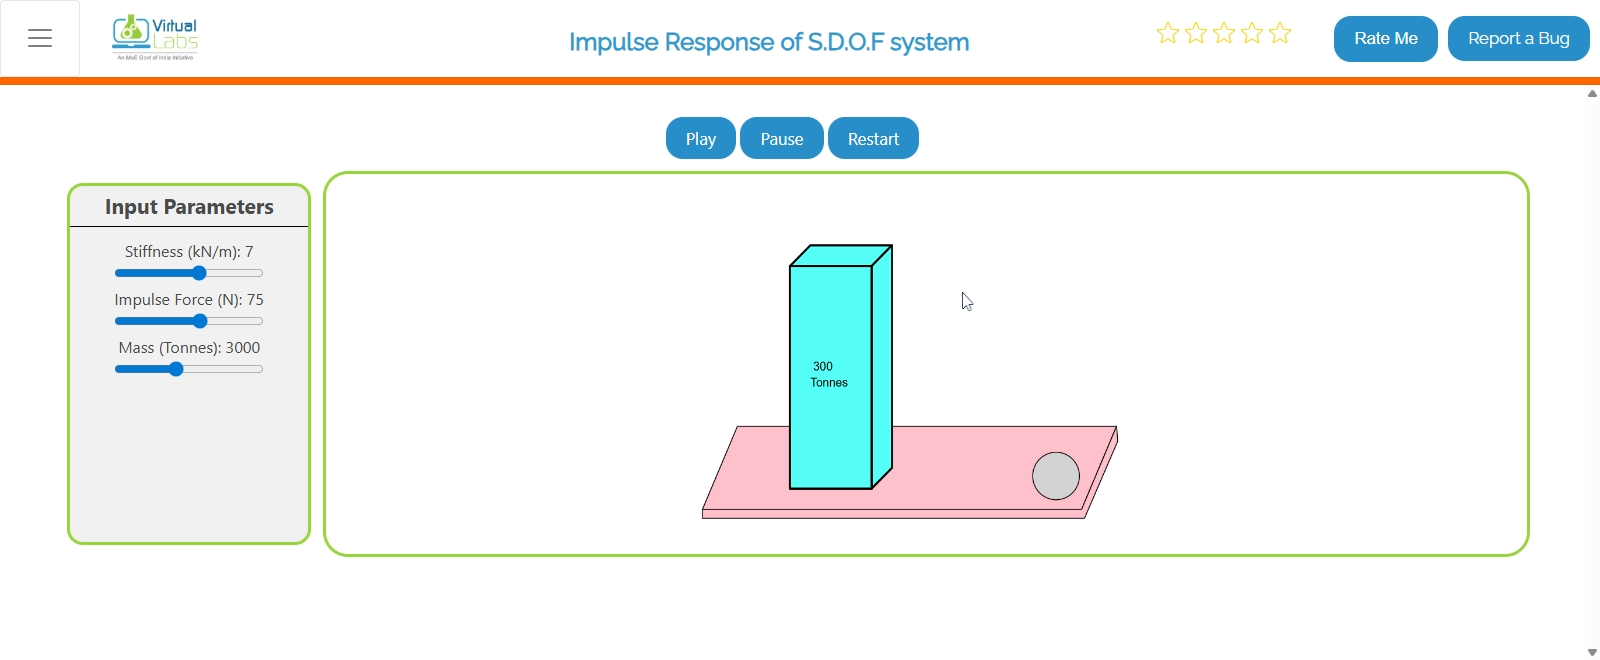 Virtual
Labs
An MoE Govt of India Initiative
Impulse Response of S.D.O.F system
Rate Me
Report a Bug
Play
Pause
Restart
Input Parameters
Stiffness (kN/m): 7
Impulse Force (N): 75
Mass (Tonnes): 3000
300
Tonnes